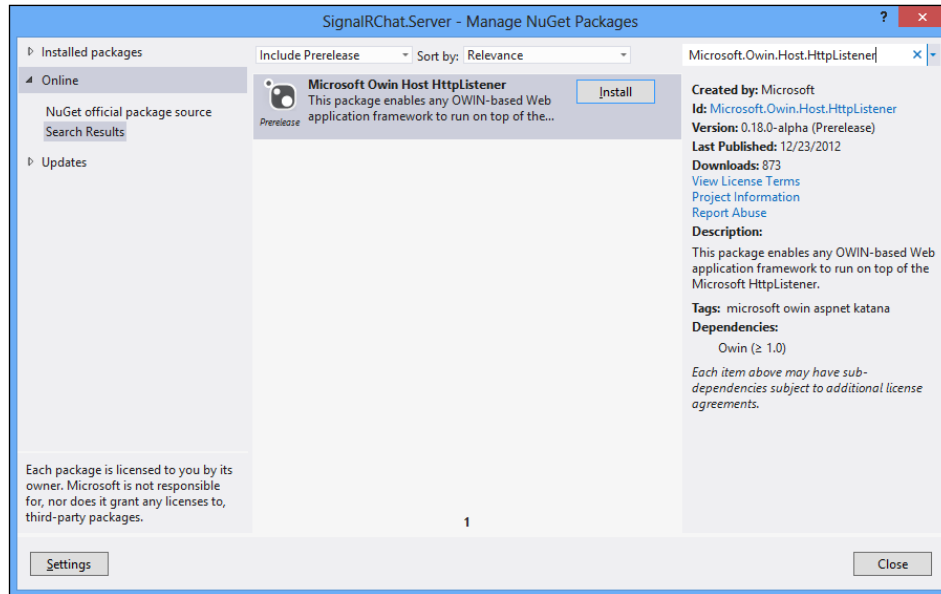 SignalRChat.Server - Manage NuGet Packages
? ×
Installed packages
Online
NuGet official package source
Search Results
Updates
Each package is licensed to you by its
owner. Microsoft is not responsible
for, nor does it grant any licenses to,
third-party packages.
Include Prerelease Sort by: Relevance
Microsoft Owin Host HttpListener
This package enables any OWIN-based Web
application framework to run on top of the...
Prerelease
Install
1
Microsoft.Owin.Host.HttpListener ×
Created by: Microsoft
Id: Microsoft.Owin.Host.HttpListener
Version: 0.18.0-alpha (Prerelease)
Last Published: 12/23/2012
Downloads: 873
View License Terms
Project Information
Report Abuse
Description:
This package enables any OWIN-based Web
application framework to run on top of the
Microsoft HttpListener.
Tags: microsoft owin aspnet katana
Dependencies:
Owin (≥ 1.0)
Each item above may have sub-
dependencies subject to additional license
agreements.
Settings
Close